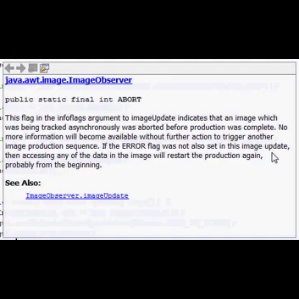 java.awt.image.ImageObserver
public static final int ABORT
This flag in the infoflags argument to imageUpdate indicates that an image which
was being tracked asynchronously was aborted before production was complete. No
more information will become available without further action to trigger another
image production sequence. If the ERROR flag was not also set in this image update,
then accessing any of the data in the image will restart the production again,
probably from the beginning.
See Also:
ImageObserver.imageUpdate